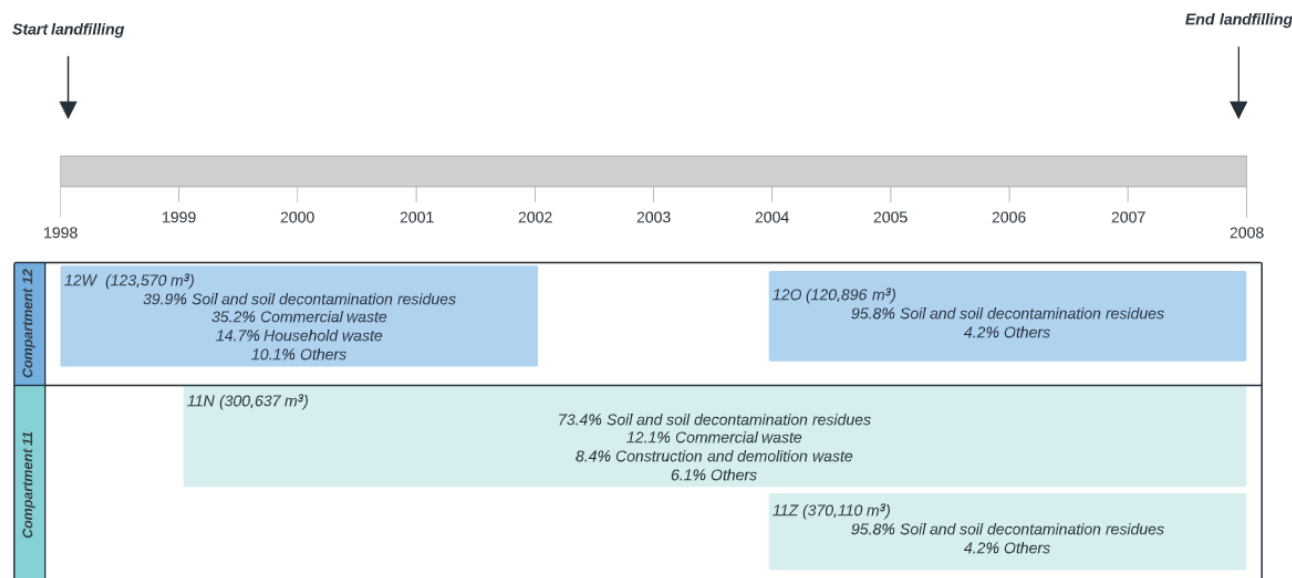 Start landfilling
End landfilling
1998
1999
2000
2001
2002
2003
2004
2005
2006
2007
2008
Compartment 12
12W (123,570 m³)
39.9% Soil and soil decontamination residues
35.2% Commercial waste
14.7% Household waste
10.1% Others
12O (120,896 m³)
95.8% Soil and soil decontamination residues
4.2% Others
Compartment 11
11N (300,637 m³)
73.4% Soil and soil decontamination residues
12.1% Commercial waste
8.4% Construction and demolition waste
6.1% Others
11Z (370,110 m³)
95.8% Soil and soil decontamination residues
4.2% Others